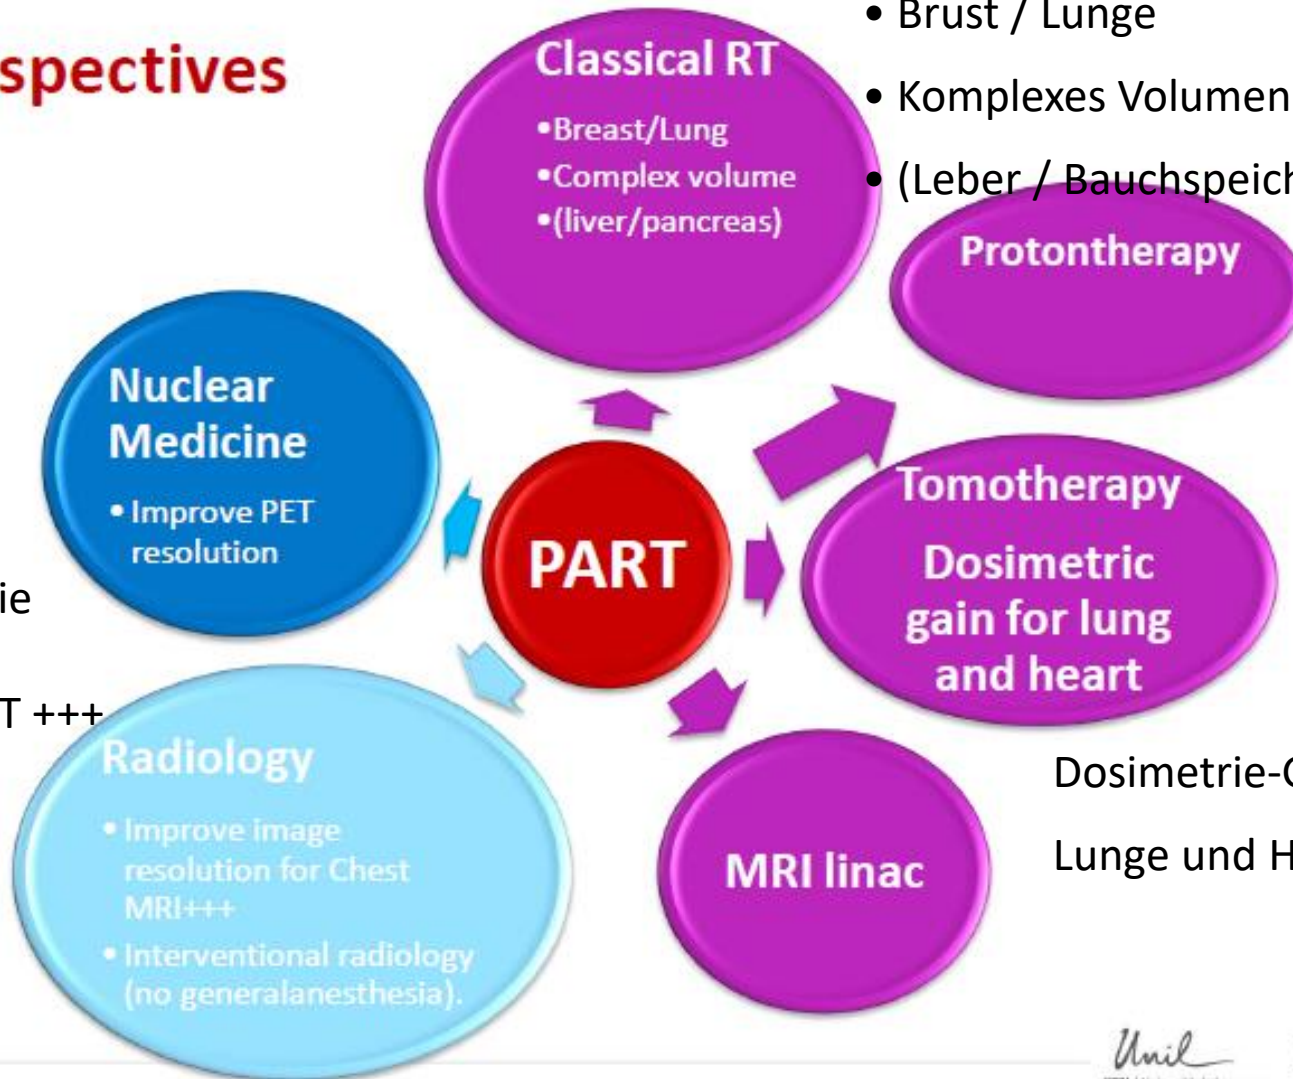 spectives
Classical RT
•Breast/Lung
•Complex volume
•(liver/pancreas)
• Brust / Lunge
• Komplexes Volumen
• (Leber / Bauchspeich
Protontherapy
Nuclear
Medicine
• Improve PET
resolution
PART
Tomotherapy
Dosimetric
gain for lung
and heart
ie
T +++
Radiology
• Improve image
resolution for Chest
MRI+++
• Interventional radiology
(no generalanesthesia).
MRI linac
Dosimetrie-
Lunge und H
Unil